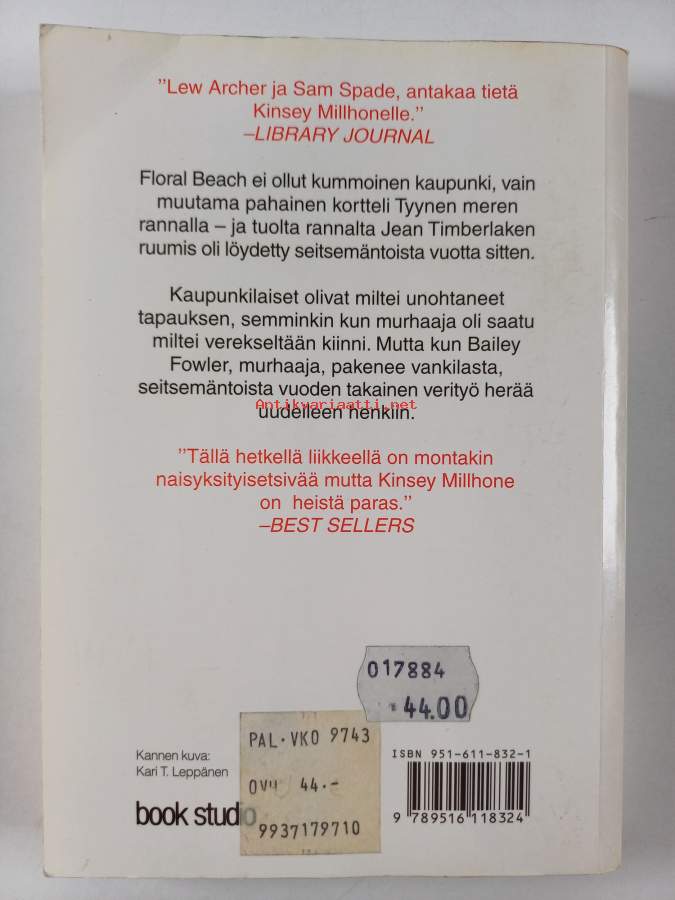 "Lew Archer ja Sam Spade, antakaa tietä
Kinsey Millhonelle."
–LIBRARY JOURNAL
Floral Beach ei ollut kummoinen kaupunki, vain
muutama pahainen kortteli Tyynen meren
rannalla – ja tuolta rannalta Jean Timberlaken
ruumis oli löydetty seitsemäntoista vuotta sitten.
Kaupunkilaiset olivat miltei unohtaneet
tapauksen, semminkin kun murhaaja oli saatu
miltei verekseltään kiinni. Mutta kun Bailey
Fowler, murhaaja, pakenee vankilasta,
seitsemäntoista vuoden takainen verityö herää
Antikvariaatti.net
uudelleen henkiin.
"Tällä hetkellä liikkeellä on montakin
naisyksityisetsivää mutta Kinsey Millhone
on heistä paras."
–BEST SELLERS
017884
44.00
PAL·VKO 9743
OVH 44.-
9937179710
Kannen kuva:
Kari T. Leppänen
book studio
ISBN 951-611-832-1
9 789516 118324